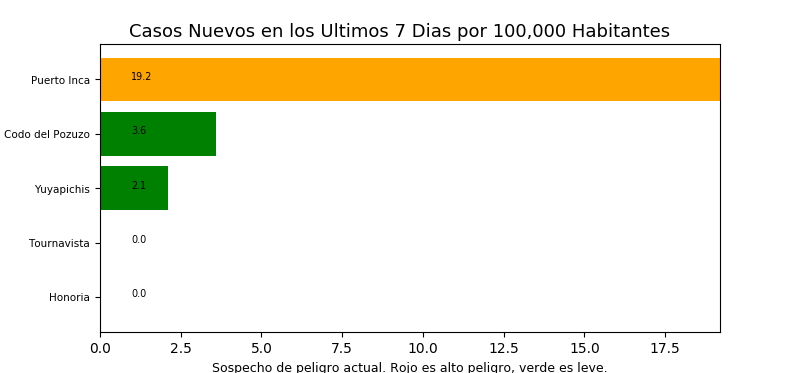 Casos Nuevos en los Ultimos 7 Dias por 100,000 Habitantes
Puerto Inca 19.2
Codo del Pozuzo 3.6
Yuyapichis 2.1
Tournavista 0.0
Honoria 0.0
0.0 2.5 5.0 7.5 10.0 12.5 15.0 17.5
Sospecho de peligro actual. Rojo es alto peligro, verde es leve.